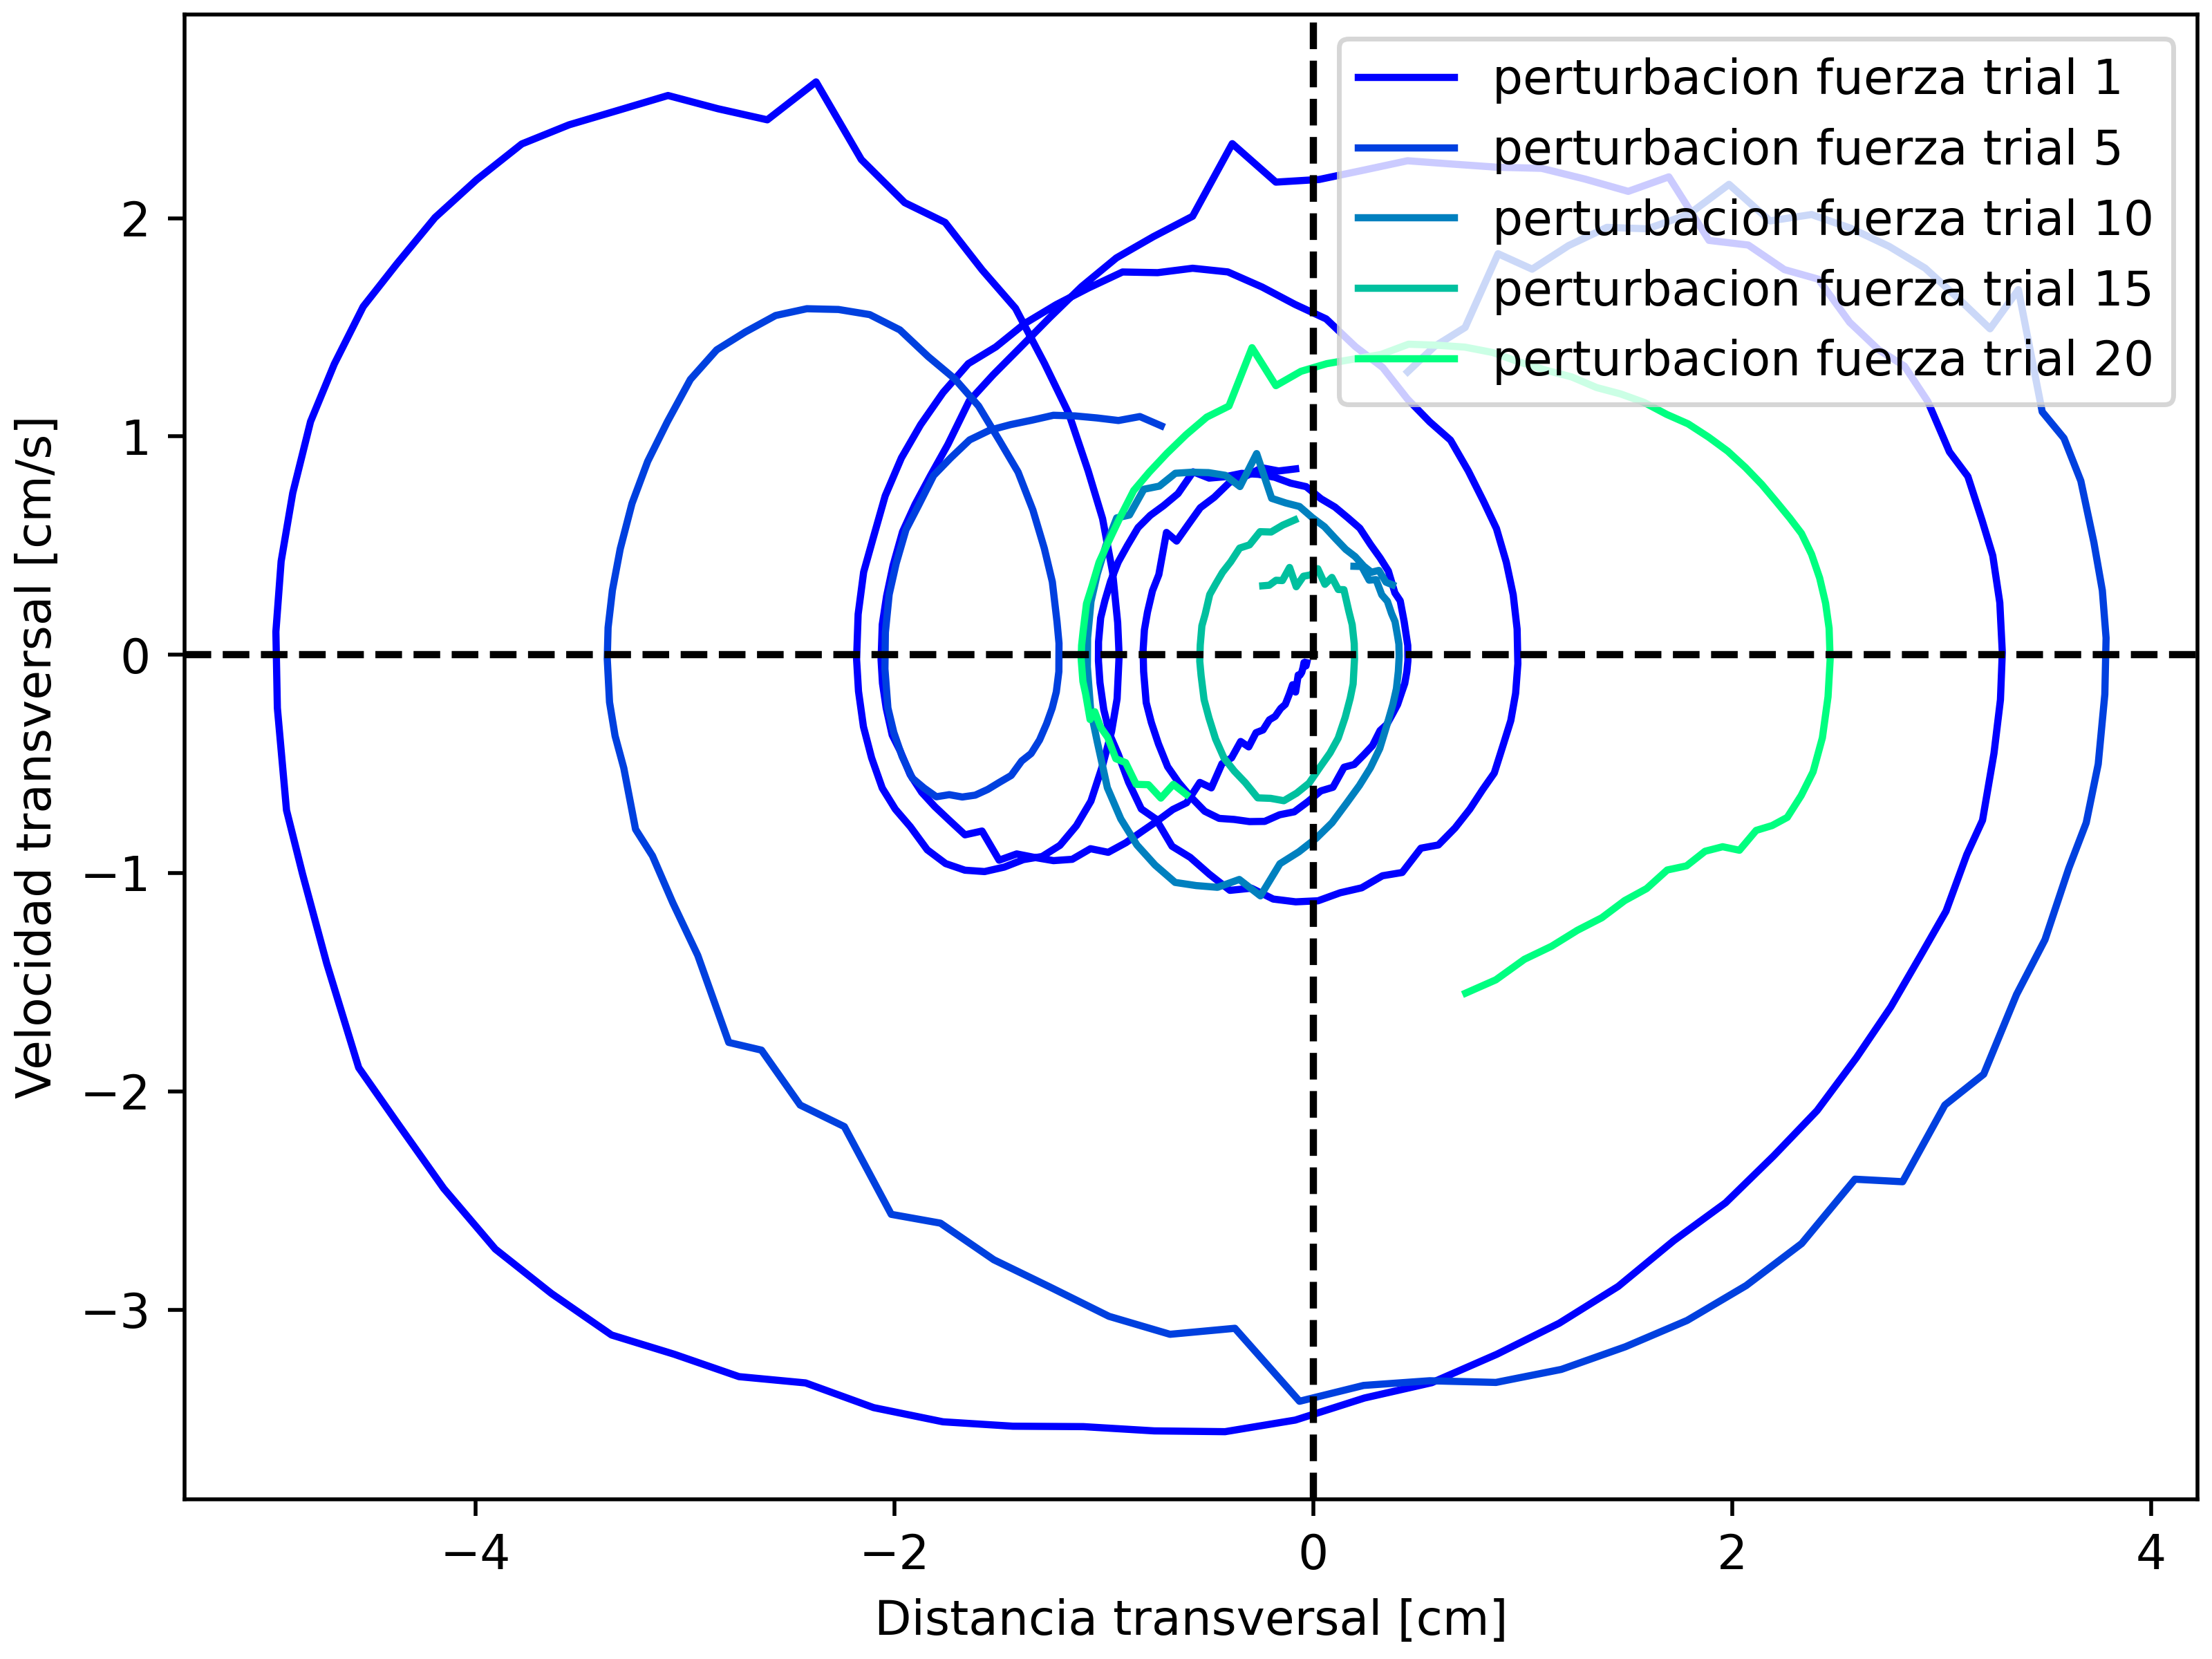 perturbacion fuerza trial 1
perturbacion fuerza trial 5
perturbacion fuerza trial 10
perturbacion fuerza trial 15
perturbacion fuerza trial 20
Velocidad transversal [cm/s]
2
1
0
−1
−2
−3
−4 −2 0 2 4
Distancia transversal [cm]